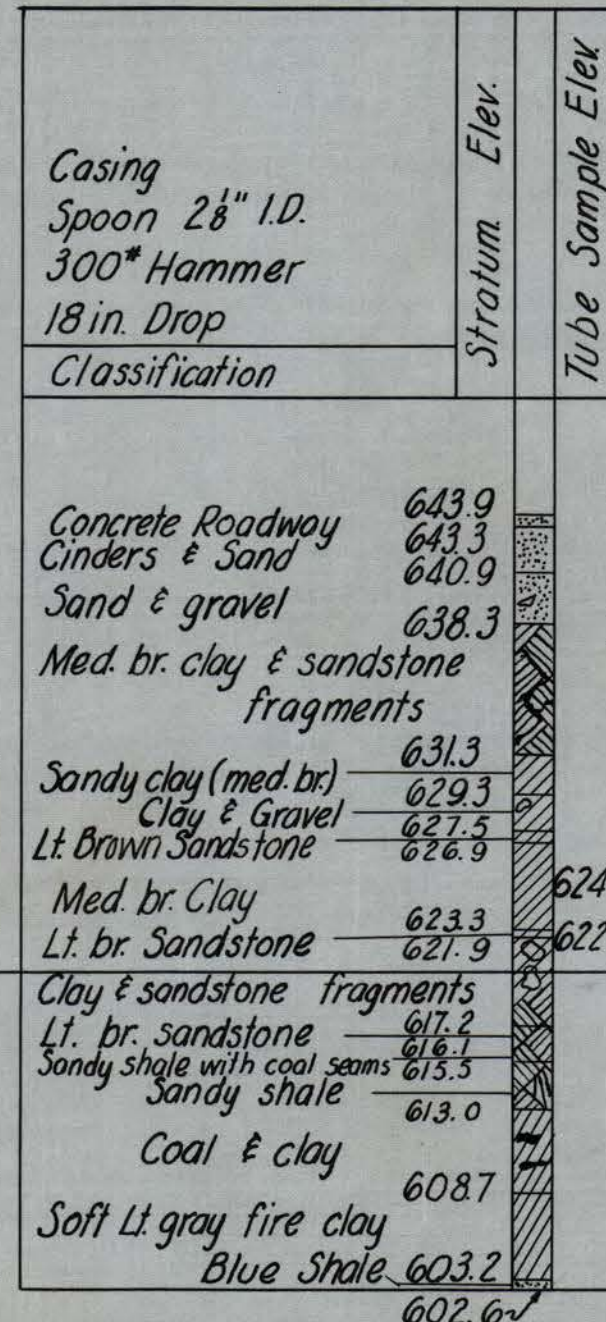 Casing
Spoon 2 1/8" I.D.
300# Hammer
18 in. Drop
Classification
Stratum Elev.
Tube Sample Elev.
643.9
Concrete Roadway 643.3
Cinders & Sand 640.9
Sand & gravel 638.3
Med. br. clay & sandstone
fragments
631.3
Sandy clay (med. br.) 629.3
Clay & Gravel 627.5
Lt. Brown Sandstone 626.9
Med. br. Clay 624
623.3
Lt. br. Sandstone 621.9 622
Clay & sandstone fragments
617.2
Lt. br. sandstone 616.1
Sandy shale with coal seams 615.5
Sandy shale 613.0
Coal & clay
608.7
Soft Lt. gray fire clay
Blue Shale 603.2
602.6